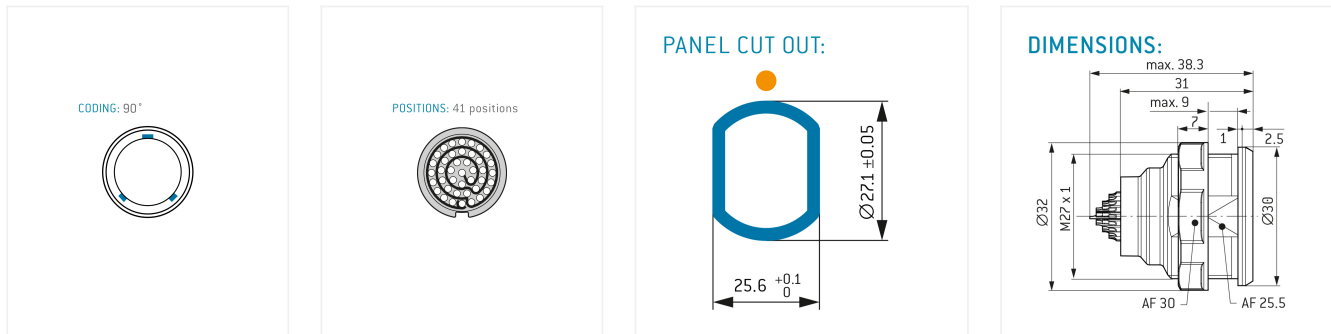 CODING: 90°
POSITIONS: 41 positions
PANEL CUT OUT:
Ø27.1 ±0.05
25.6 +0.1
0
DIMENSIONS:
max. 38.3
31
max. 9
7
1
2.5
Ø32
M27 x 1
Ø30
AF 30
AF 25.5